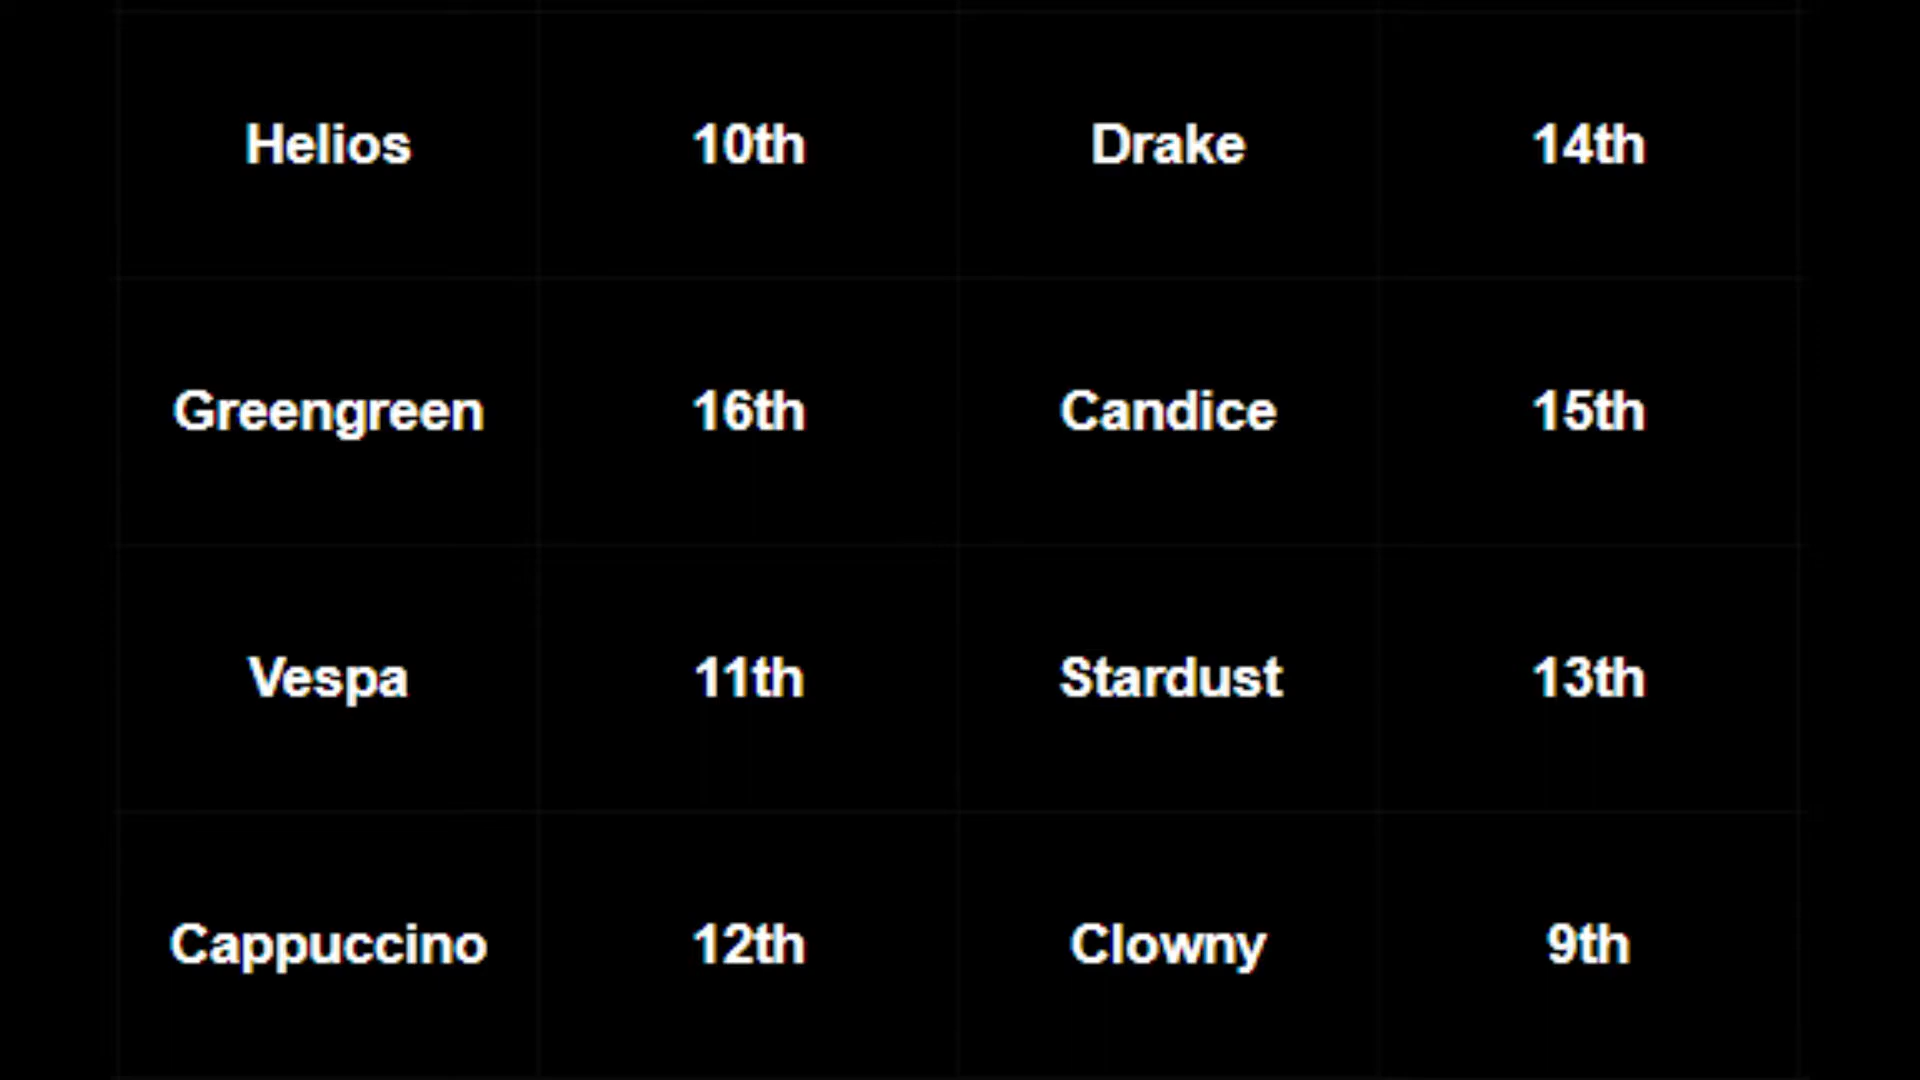 Helios 10th Drake 14th
Greengreen 16th Candice 15th
Vespa 11th Stardust 13th
Cappuccino 12th Clowny 9th